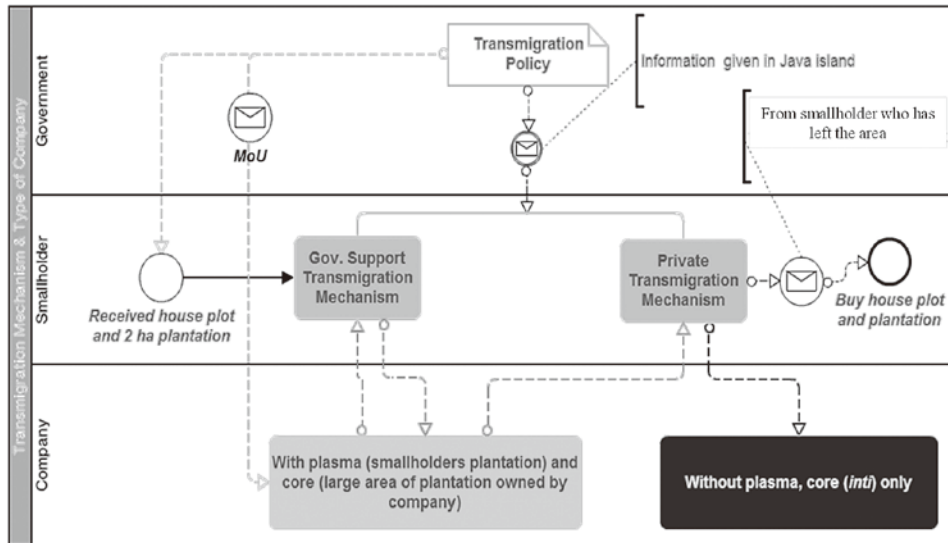 Transmigration Mechanism & Type of Company
Government
Transmigration
Policy
Information given in Java island
From smallholder who has
left the area
MoU
Smallholder
Gov. Support
Transmigration
Mechanism
Private
Transmigration
Mechanism
Received house plot
and 2 ha plantation
Buy house plot
and plantation
Company
With plasma (smallholders plantation) and
core (large area of plantation owned by
company)
Without plasma, core (inti) only